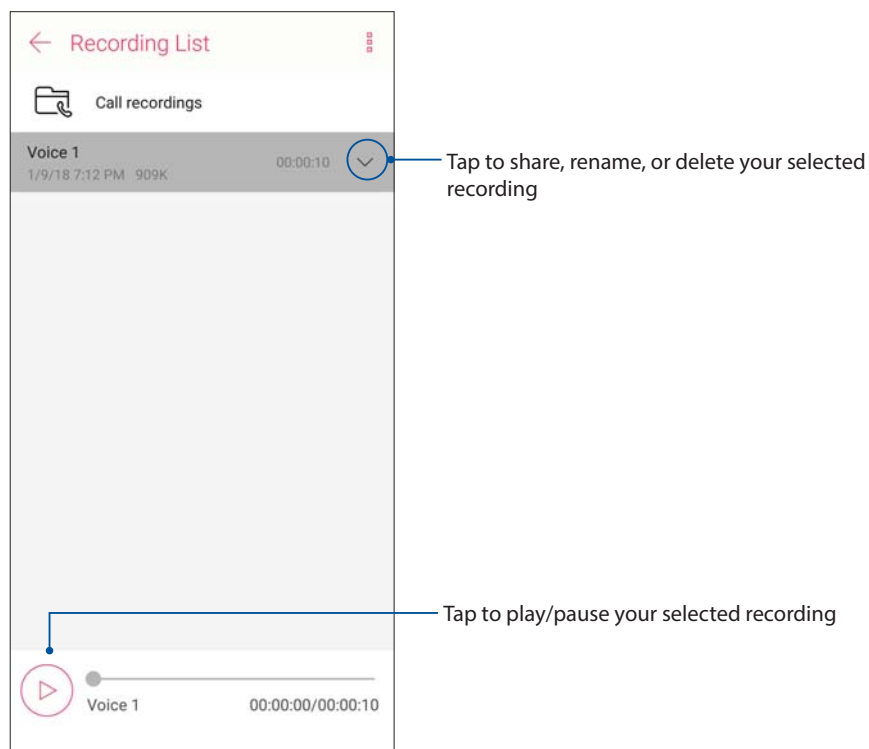 Recording List
Call recordings
Voice 1
00:00:10
1/9/18 7:12 PM 909K
Tap to share, rename, or delete your selected
recording
Tap to play/pause your selected recording
Voice 1
00:00:00/00:00:10